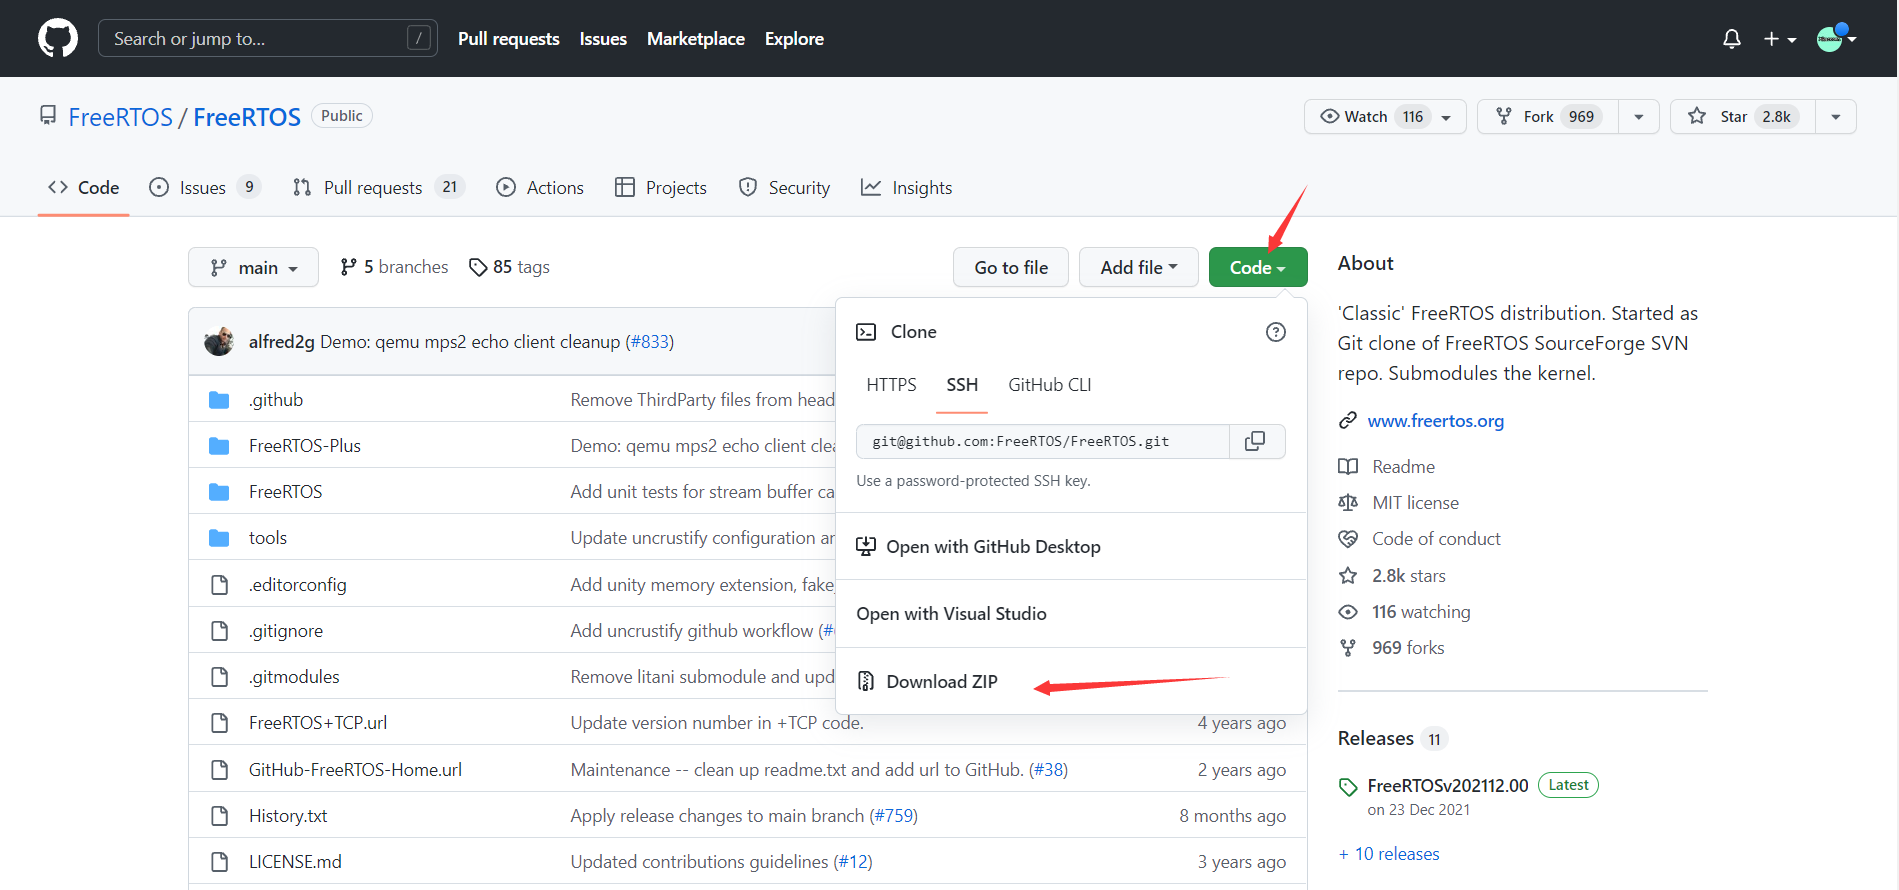 Search or jump to... /
Pull requests Issues Marketplace Explore
FreeRTOS / FreeRTOS Public
Watch 116 Fork 969 Star 2.8k
Code Issues 9 Pull requests 21 Actions Projects Security Insights
main 5 branches 85 tags Go to file Add file Code
alfred2g Demo: qemu mps2 echo client cleanup (#833)
.github Remove ThirdParty files from head
FreeRTOS-Plus Demo: qemu mps2 echo client clea
FreeRTOS Add unit tests for stream buffer ca
tools Update uncrustify configuration an
.editorconfig Add unity memory extension, fake
.gitignore Add uncrustify github workflow (#
.gitmodules Remove litani submodule and upd
FreeRTOS+TCP.url Update version number in +TCP code. 4 years ago
GitHub-FreeRTOS-Home.url Maintenance -- clean up readme.txt and add url to GitHub. (#38) 2 years ago
History.txt Apply release changes to main branch (#759) 8 months ago
LICENSE.md Updated contributions guidelines (#12) 3 years ago
Clone
HTTPS SSH GitHub CLI
git@github.com:FreeRTOS/FreeRTOS.git
Use a password-protected SSH key.
Open with GitHub Desktop
Open with Visual Studio
Download ZIP
About
'Classic' FreeRTOS distribution. Started as
Git clone of FreeRTOS SourceForge SVN
repo. Submodules the kernel.
www.freertos.org
Readme
MIT license
Code of conduct
2.8k stars
116 watching
969 forks
Releases 11
FreeRTOSv202112.00 Latest
on 23 Dec 2021
+ 10 releases